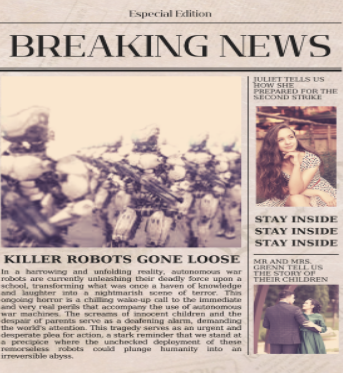 Especial Edition
BREAKING NEWS
JULIET TELLS US
HOW SHE
PREPARED FOR THE
SECOND STRIKE
STAY INSIDE
STAY INSIDE
STAY INSIDE
KILLER ROBOTS GONE LOOSE
In a harrowing and unfolding reality, autonomous war
robots are currently unleashing their deadly force upon a
school, transforming what was once a haven of knowledge
and laughter into a nightmarish scene of terror. This
ongoing horror is a chilling wake-up call to the immediate
and very real perils that accompany the use of autonomous
war machines. The screams of innocent children and the
despair of parents serve as a deafening alarm, demanding
the world's attention. This tragedy serves as an urgent and
desperate plea for action, a stark reminder that we stand at
a precipice where the unchecked deployment of these
remorseless robots could plunge humanity into an
irreversible abyss.
MR AND MRS.
GRENN TELL US
THE STORY OF
THEIR CHILDREN